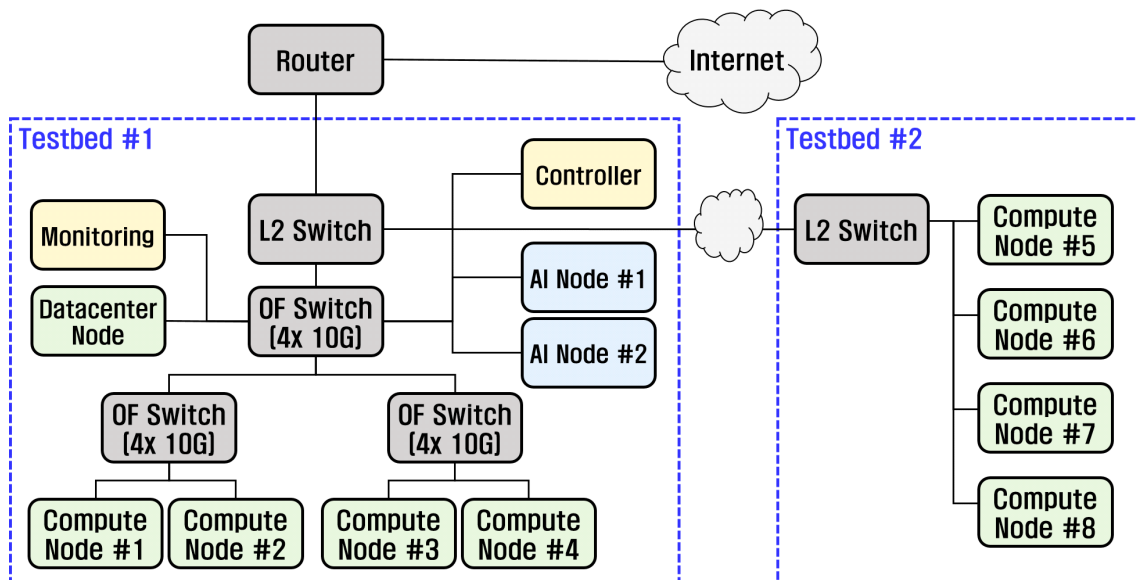 Router
Internet
Testbed #1
Testbed #2
Controller
Monitoring
L2 Switch
L2 Switch
Compute
Node #5
AI Node #1
Datacenter
Node
OF Switch
(4x 10G)
AI Node #2
Compute
Node #6
OF Switch
(4x 10G)
OF Switch
(4x 10G)
Compute
Node #7
Compute
Node #1
Compute
Node #2
Compute
Node #3
Compute
Node #4
Compute
Node #8